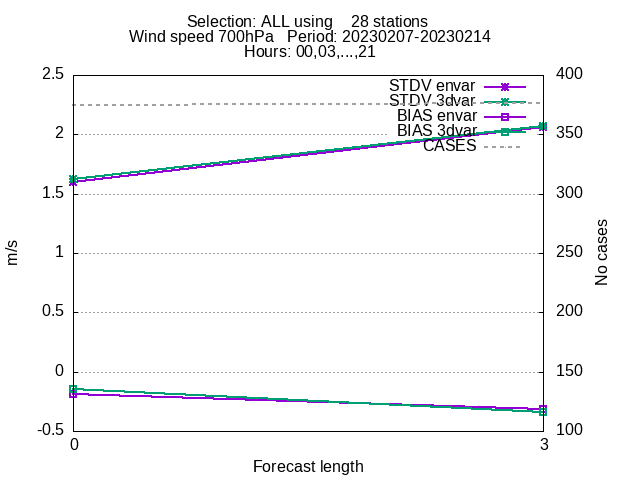 Selection: ALL using    28 stations
Wind speed 700hPa   Period: 20230207-20230214
Hours: 00,03,...,21
2.5
2
1.5
1
0.5
0
-0.5
m/s
STDV envar
STDV 3dvar
BIAS envar
BIAS 3dvar
CASES
400
350
300
250
200
150
100
No cases
0
3
Forecast length